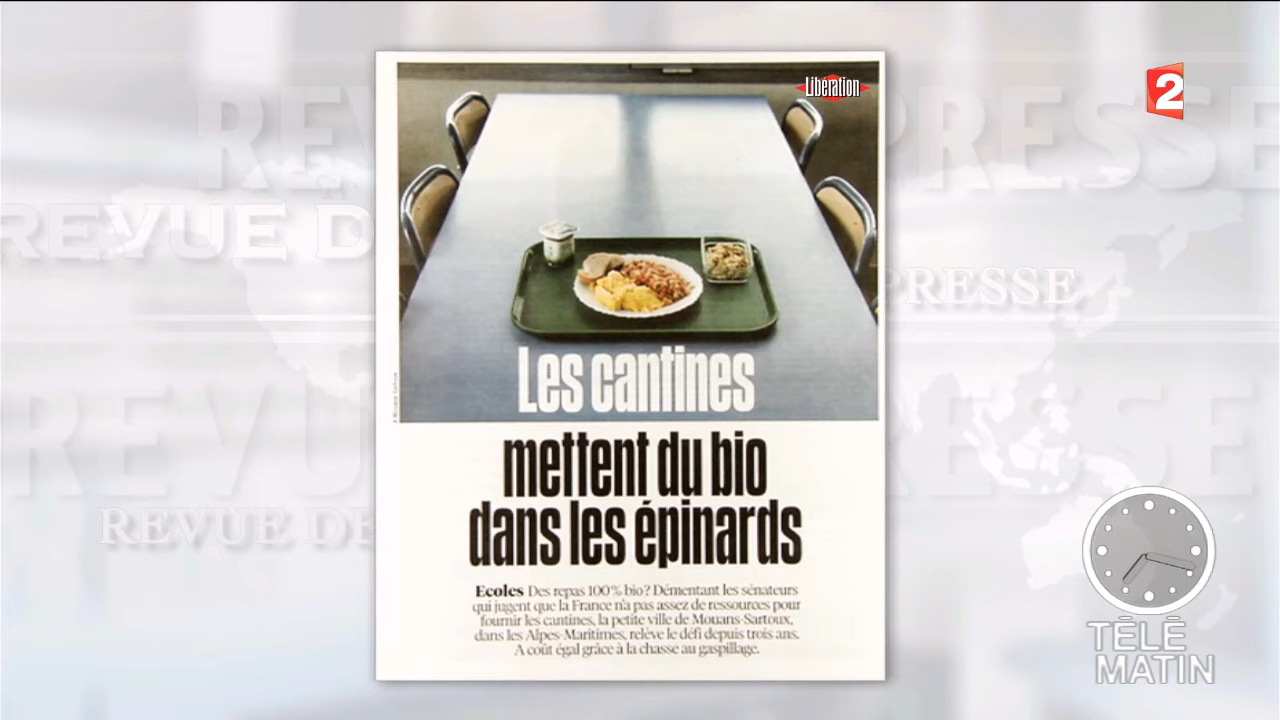 Libération
2
REVUE DE
PRESSE
REVUE DE
PRESSE
Les cantines
mettent du bio
dans les épinards
Ecoles Des repas 100% bio? Démentant les sénateurs
qui jugent que la France n'a pas assez de ressources pour
fournir les cantines, la petite ville de Mouans-Sartoux,
dans les Alpes-Maritimes, relève le défi depuis trois ans.
A coût égal grâce à la chasse au gaspillage.
TÉLÉ
MATIN